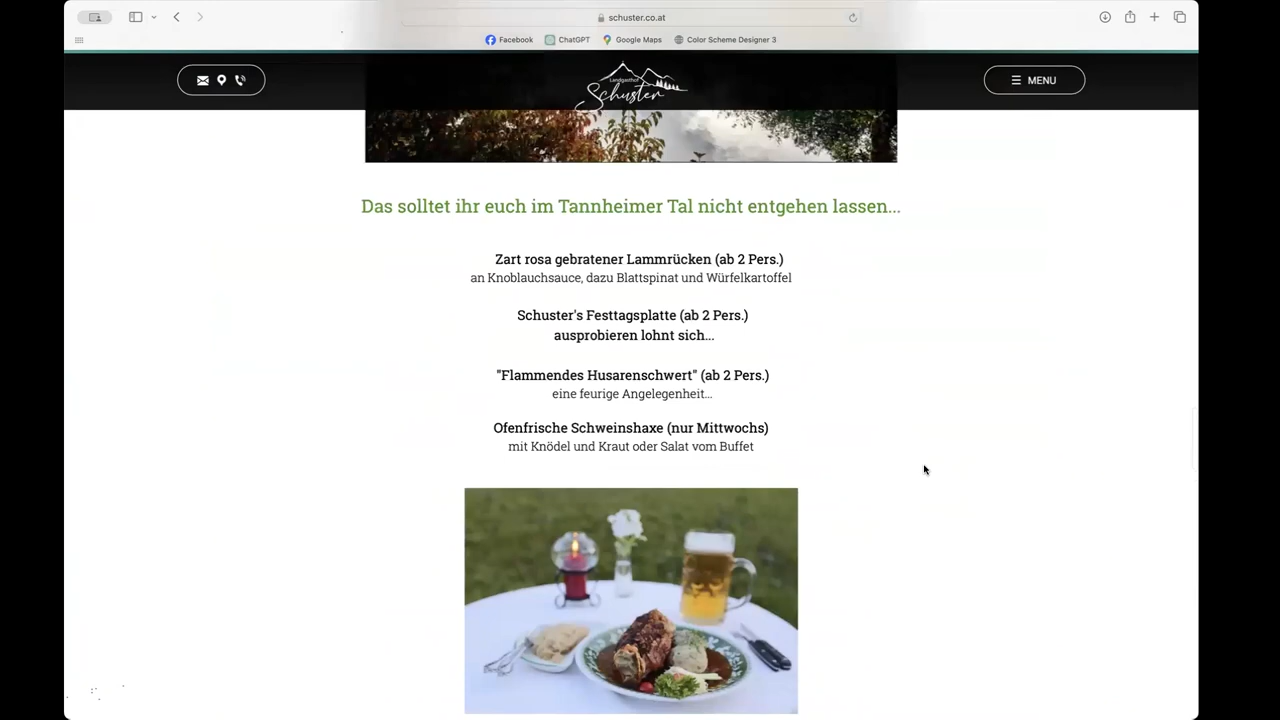 schuster.co.at
Facebook
ChatGPT
Google Maps
Color Scheme Designer 3
Landgasthof
Schuster
MENU
Das solltet ihr euch im Tannheimer Tal nicht entgehen lassen...
Zart rosa gebratener Lammrücken (ab 2 Pers.)
an Knoblauchsauce, dazu Blattspinat und Würfelkartoffel
Schuster's Festtagsplatte (ab 2 Pers.)
ausprobieren lohnt sich...
"Flammendes Husarenschwert" (ab 2 Pers.)
eine feurige Angelegenheit...
Ofenfrische Schweinshaxe (nur Mittwochs)
mit Knödel und Kraut oder Salat vom Buffet